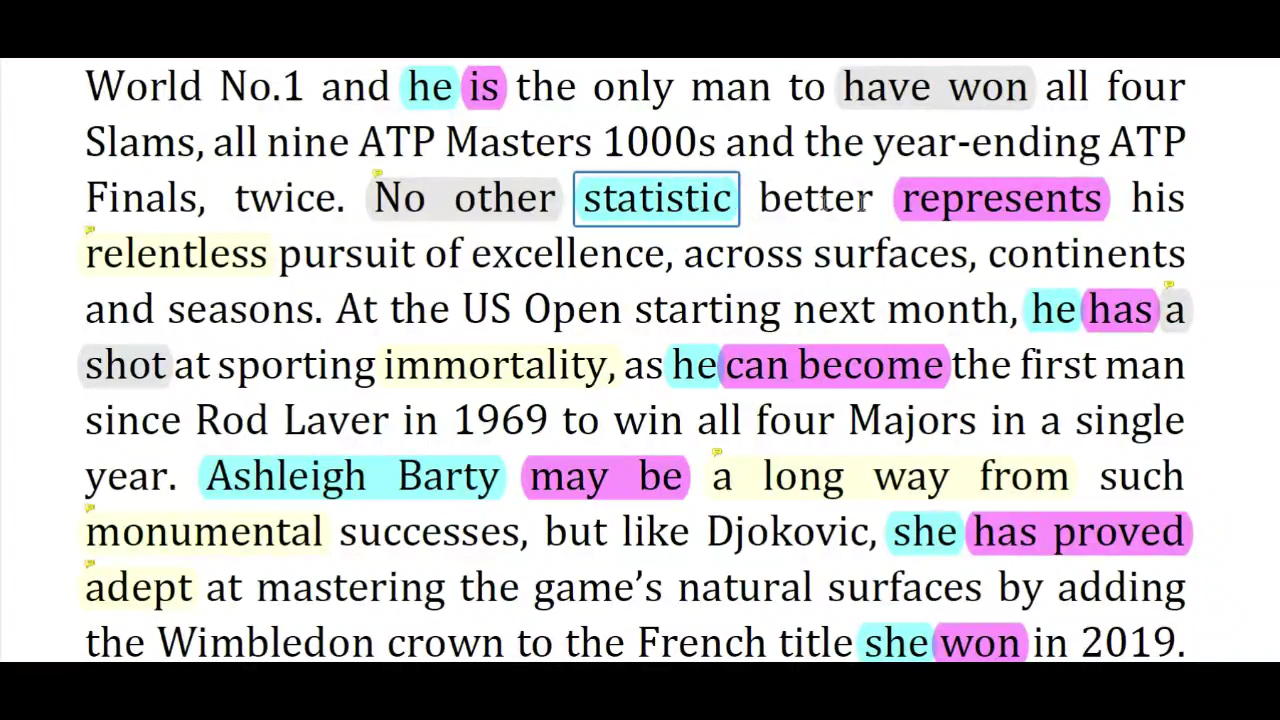 World No.1 and he is the only man to have won all four
Slams, all nine ATP Masters 1000s and the year-ending ATP
Finals, twice. No other statistic better represents his
relentless pursuit of excellence, across surfaces, continents
and seasons. At the US Open starting next month, he has a
shot at sporting immortality, as he can become the first man
since Rod Laver in 1969 to win all four Majors in a single
year. Ashleigh Barty may be a long way from such
monumental successes, but like Djokovic, she has proved
adept at mastering the game’s natural surfaces by adding
the Wimbledon crown to the French title she won in 2019.